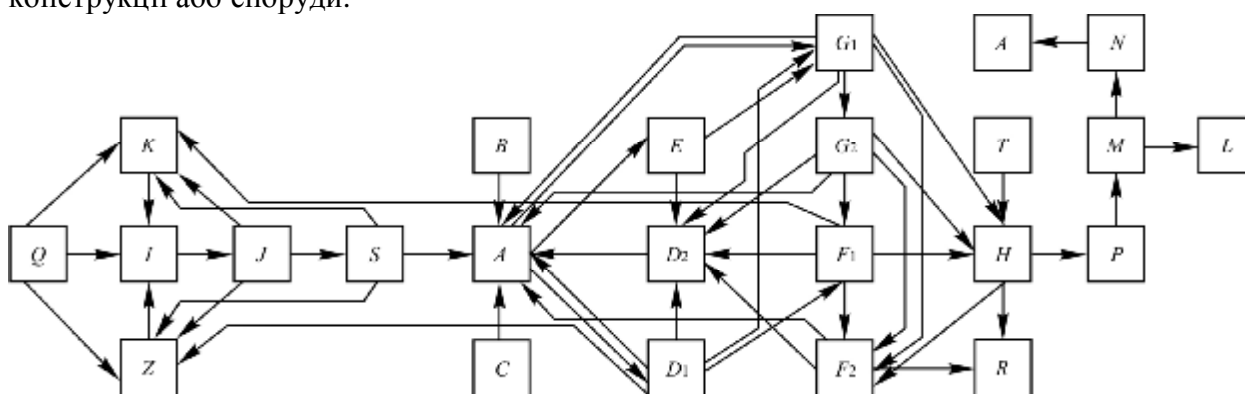 конструкції або споруди.
G1 A N
K B E G2 T M L
Q I J S A D2 F1 H P
Z C D1 F2 R